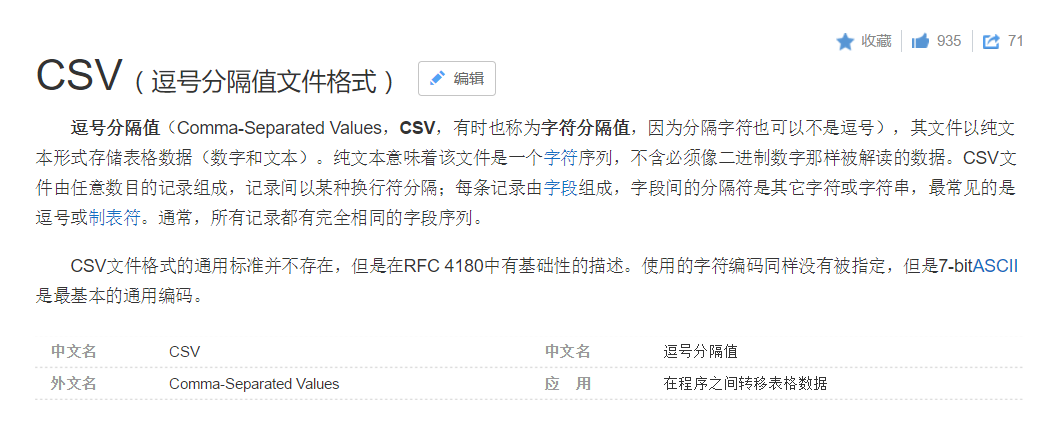 收藏 935 71
CSV（逗号分隔值文件格式） 编辑
逗号分隔值（Comma-Separated Values，CSV，有时也称为字符分隔值，因为分隔字符也可以不是逗号），其文件以纯文
本形式存储表格数据（数字和文本）。纯文本意味着该文件是一个字符序列，不含必须像二进制数字那样被解读的数据。CSV文
件由任意数目的记录组成，记录间以某种换行符分隔；每条记录由字段组成，字段间的分隔符是其它字符或字符串，最常见的是
逗号或制表符。通常，所有记录都有完全相同的字段序列。
CSV文件格式的通用标准并不存在，但是在RFC 4180中有基础性的描述。使用的字符编码同样没有被指定，但是7-bitASCII
是最基本的通用编码。
中文名 CSV 中文名 逗号分隔值
外文名 Comma-Separated Values 应 用 在程序之间转移表格数据